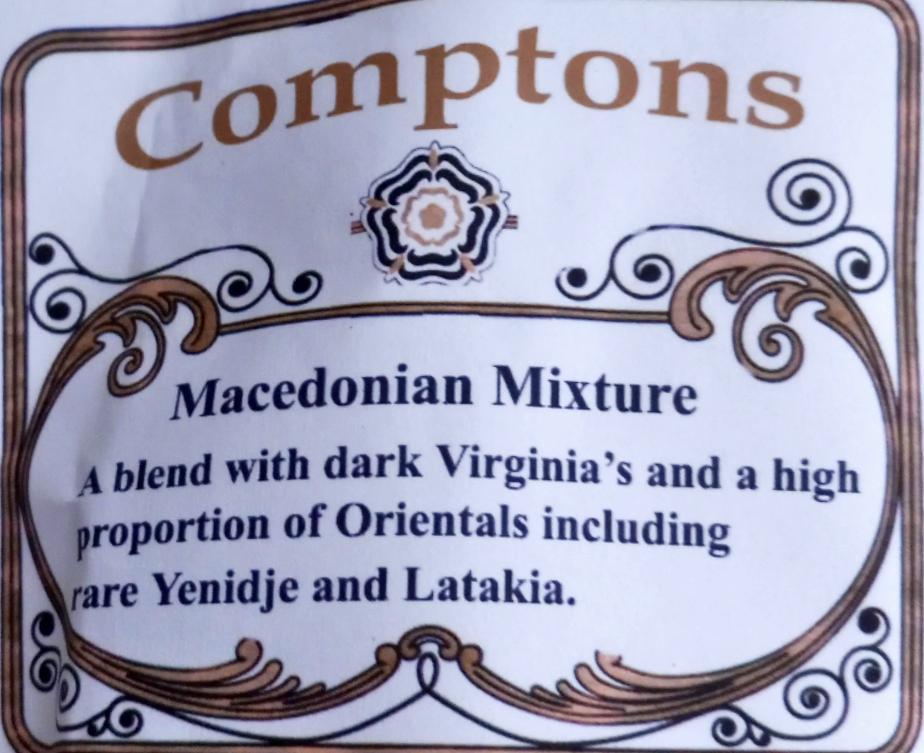 Comptons
Macedonian Mixture
A blend with dark Virginia’s and a high
proportion of Orientals including
rare Yenidje and Latakia.